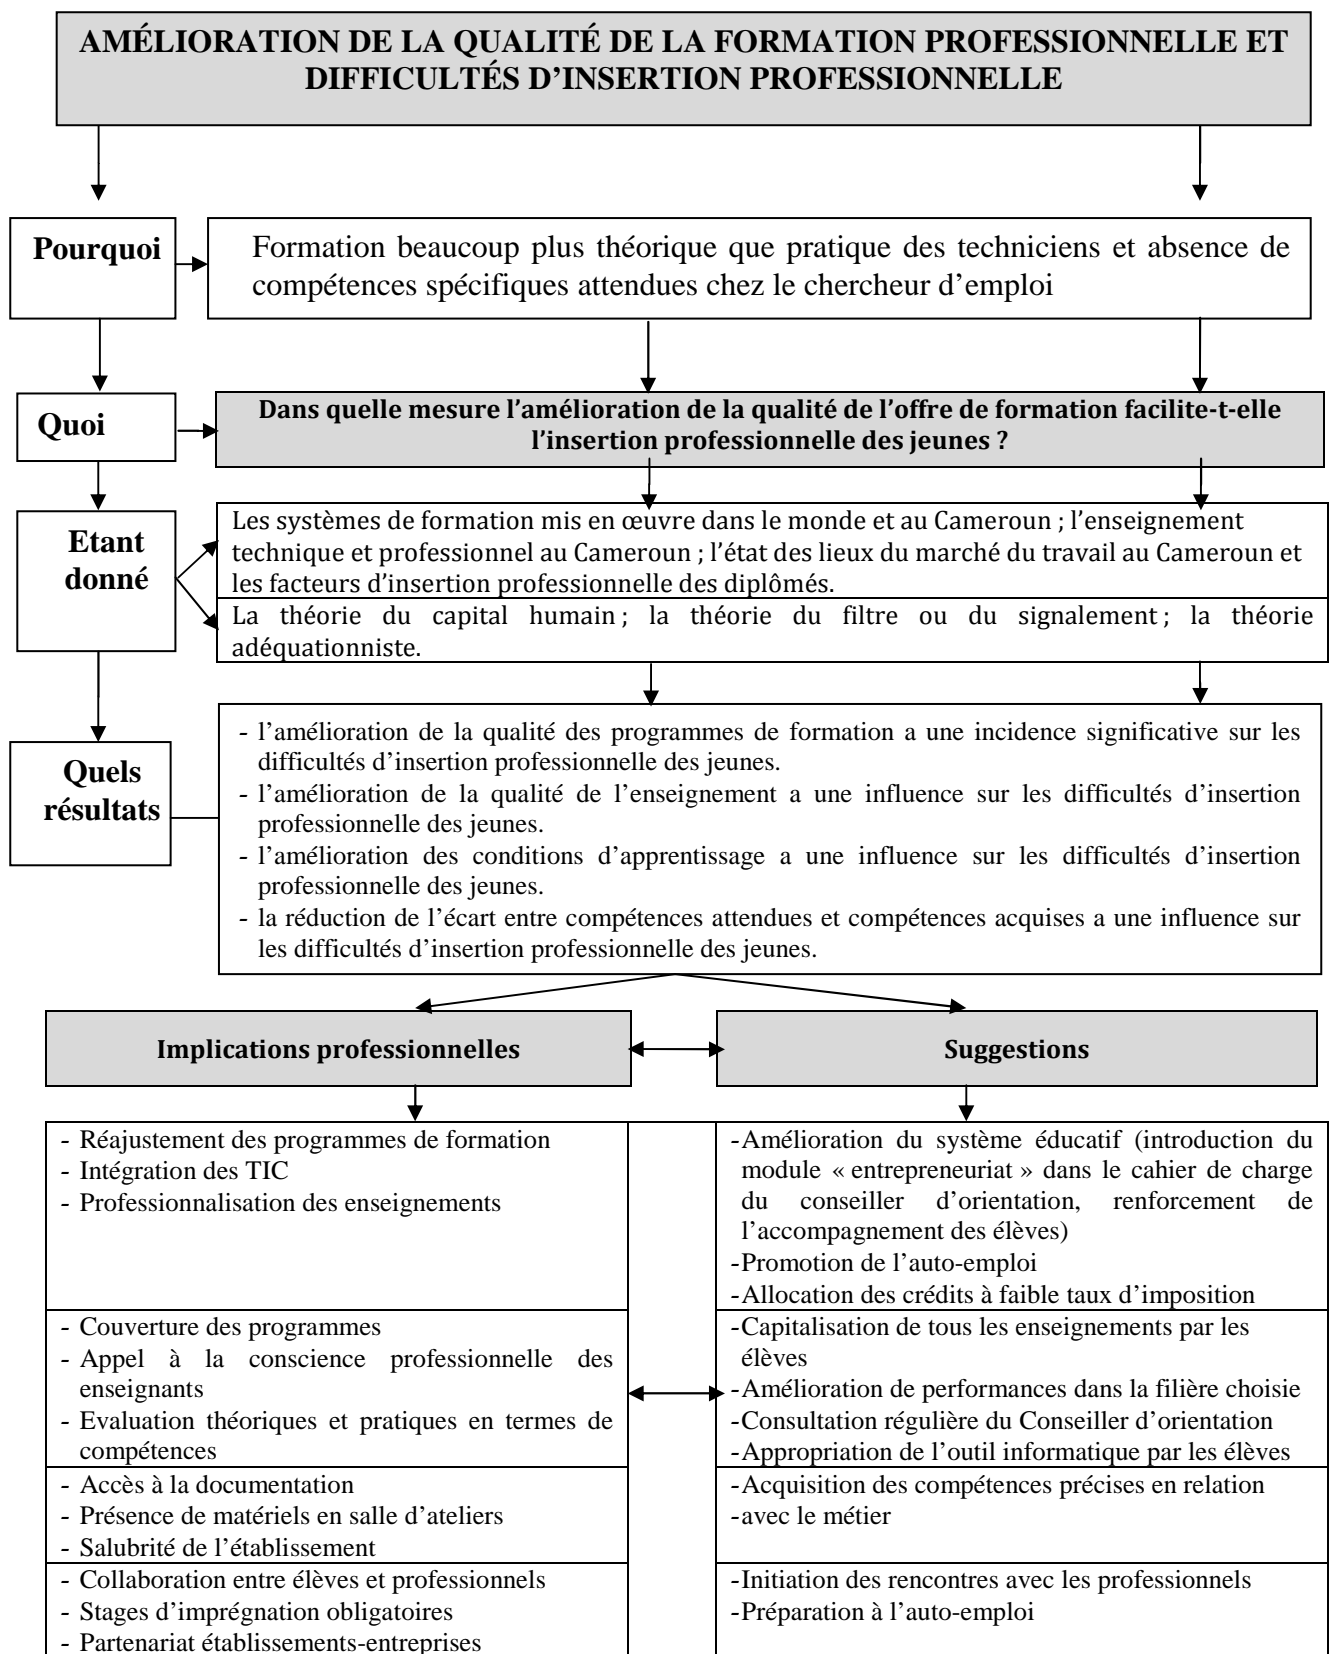 AMÉLIORATION DE LA QUALITÉ DE LA FORMATION PROFESSIONNELLE ET
DIFFICULTÉS D’INSERTION PROFESSIONNELLE
Pourquoi
Formation beaucoup plus théorique que pratique des techniciens et absence de
compétences spécifiques attendues chez le chercheur d’emploi
Quoi
Dans quelle mesure l’amélioration de la qualité de l’offre de formation facilite-t-elle
l’insertion professionnelle des jeunes ?
Etant
donné
Les systèmes de formation mis en œuvre dans le monde et au Cameroun ; l’enseignement
technique et professionnel au Cameroun ; l’état des lieux du marché du travail au Cameroun et
les facteurs d’insertion professionnelle des diplômés.
La théorie du capital humain ; la théorie du filtre ou du signalement ; la théorie
adéquationniste.
Quels
résultats
- l’amélioration de la qualité des programmes de formation a une incidence significative sur les
difficultés d’insertion professionnelle des jeunes.
- l’amélioration de la qualité de l’enseignement a une influence sur les difficultés d’insertion
professionnelle des jeunes.
- l’amélioration des conditions d’apprentissage a une influence sur les difficultés d’insertion
professionnelle des jeunes.
- la réduction de l’écart entre compétences attendues et compétences acquises a une influence sur
les difficultés d’insertion professionnelle des jeunes.
Implications professionnelles
Suggestions
- Réajustement des programmes de formation
- Intégration des TIC
- Professionnalisation des enseignements
-Amélioration du système éducatif (introduction du
module « entrepreneuriat » dans le cahier de charge
du conseiller d’orientation, renforcement de
l’accompagnement des élèves)
-Promotion de l’auto-emploi
-Allocation des crédits à faible taux d’imposition
- Couverture des programmes
- Appel à la conscience professionnelle des
enseignants
- Evaluation théoriques et pratiques en termes de
compétences
-Capitalisation de tous les enseignements par les
élèves
-Amélioration de performances dans la filière choisie
-Consultation régulière du Conseiller d’orientation
-Appropriation de l’outil informatique par les élèves
- Accès à la documentation
- Présence de matériels en salle d’ateliers
- Salubrité de l’établissement
-Acquisition des compétences précises en relation
-avec le métier
- Collaboration entre élèves et professionnels
- Stages d’imprégnation obligatoires
- Partenariat établissements-entreprises
-Initiation des rencontres avec les professionnels
-Préparation à l’auto-emploi